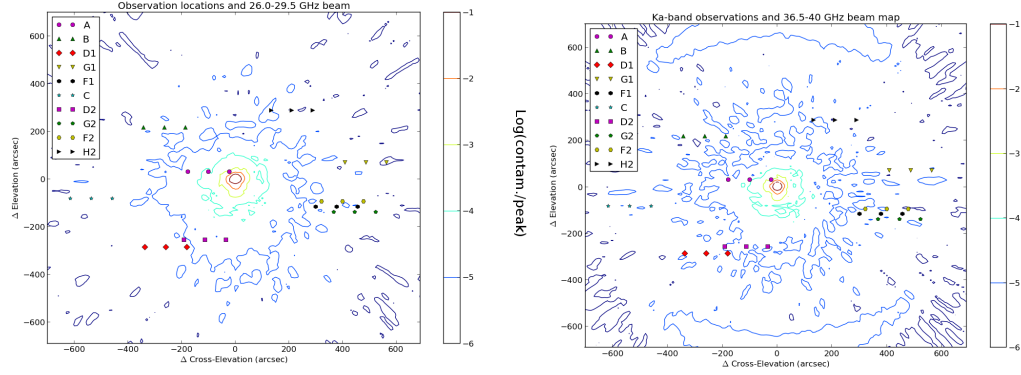 Observation locations and 26.0-29.5 GHz beam
A
B
D1
G1
F1
C
D2
G2
F2
H2
600
400
200
0
−200
−400
−600
Δ Elevation (arcsec)
−600 −400 −200 0 200 400 600
Δ Cross-Elevation (arcsec)
−1
−2
−3
−4
−5
−6
Log(contam./peak)
Ka-band observations and 36.5-40 GHz beam map
A
B
D1
G1
F1
C
D2
G2
F2
H2
600
400
200
0
−200
−400
−600
Δ Elevation (arcsec)
−600 −400 −200 0 200 400 600
Δ Cross-Elevation (arcsec)
−1
−2
−3
−4
−5
−6